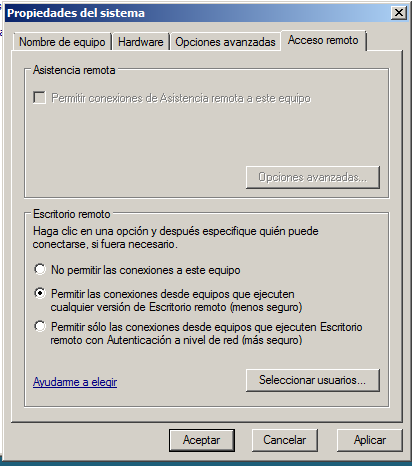 Propiedades del sistema
Nombre de equipo
Hardware
Opciones avanzadas
Acceso remoto
Asistencia remota
Permitir conexiones de Asistencia remota a este equipo
Opciones avanzadas...
Escritorio remoto
Haga clic en una opción y después especifique quién puede
conectarse, si fuera necesario.
No permitir las conexiones a este equipo
Permitir las conexiones desde equipos que ejecuten
cualquier versión de Escritorio remoto (menos seguro)
Permitir sólo las conexiones desde equipos que ejecuten Escritorio
remoto con Autenticación a nivel de red (más seguro)
Ayudarme a elegir
Seleccionar usuarios...
Aceptar
Cancelar
Aplicar